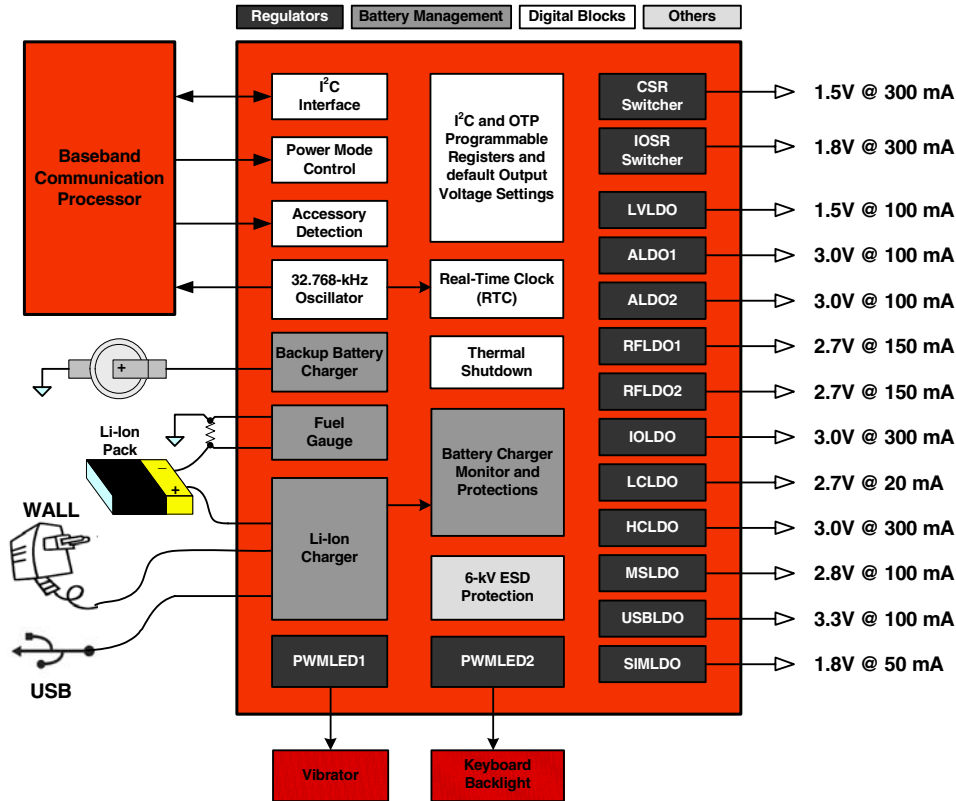 Regulators
Battery Management
Digital Blocks
Others
Baseband
Communication
Processor
I²C
Interface
Power Mode
Control
Accessory
Detection
32.768-kHz
Oscillator
Backup Battery
Charger
Fuel
Gauge
Li-Ion
Charger
PWMLED1
I²C and OTP
Programmable
Registers and
default Output
Voltage Settings
Real-Time Clock
(RTC)
Thermal
Shutdown
Battery Charger
Monitor and
Protections
6-kV ESD
Protection
PWMLED2
CSR
Switcher
1.5V @ 300 mA
IOSR
Switcher
1.8V @ 300 mA
LVLDO
1.5V @ 100 mA
ALDO1
3.0V @ 100 mA
ALDO2
3.0V @ 100 mA
RFLDO1
2.7V @ 150 mA
RFLDO2
2.7V @ 150 mA
IOLDO
3.0V @ 300 mA
LCLDO
2.7V @ 20 mA
HCLDO
3.0V @ 300 mA
MSLDO
2.8V @ 100 mA
USBLDO
3.3V @ 100 mA
SIMLDO
1.8V @ 50 mA
+
Li-Ion
Pack
−
+
WALL
USB
Vibrator
Keyboard
Backlight